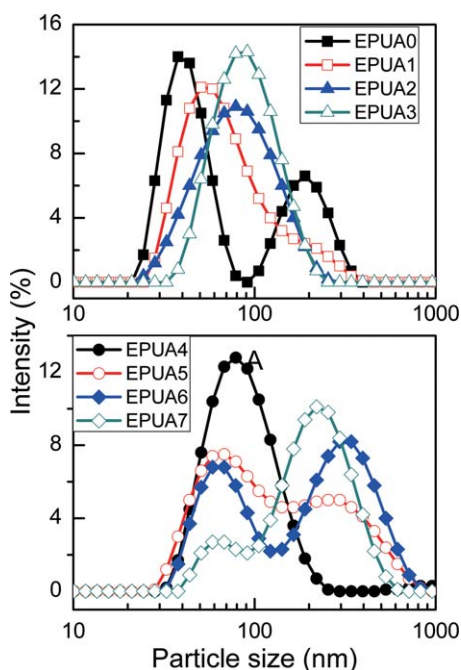 Intensity (%)
16
12
8
4
0
EPUA0
EPUA1
EPUA2
EPUA3
10
100
1000
12
8
4
0
EPUA4
EPUA5
EPUA6
EPUA7
A
10
100
1000
Particle size (nm)